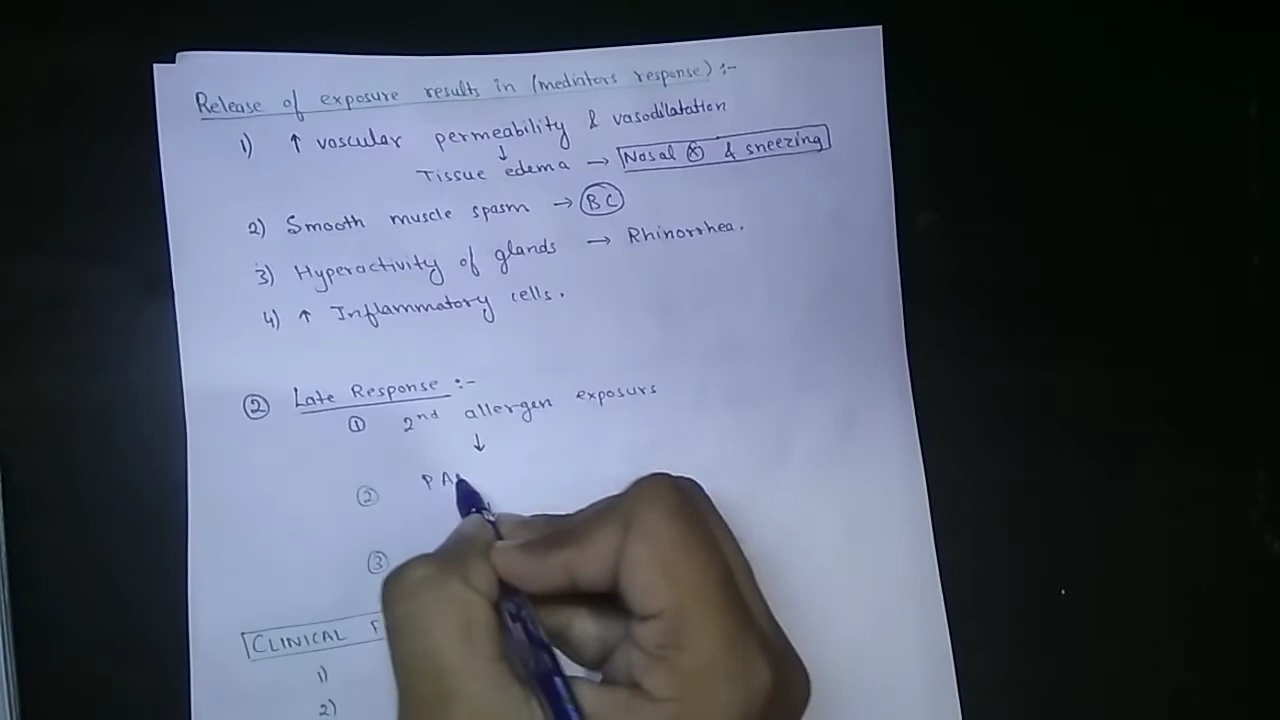 Release of exposure results in (mediators response) :-
1) ↑ vascular permeability & vasodilatation
↓
Tissue edema → Nasal ⊗ & sneezing
2) Smooth muscle spasm → BC
3) Hyperactivity of glands → Rhinorrhea.
4) ↑ Inflammatory cells.
② Late Response :-
① 2nd allergen exposurs
↓
② PA
③
CLINICAL F
1)
2)